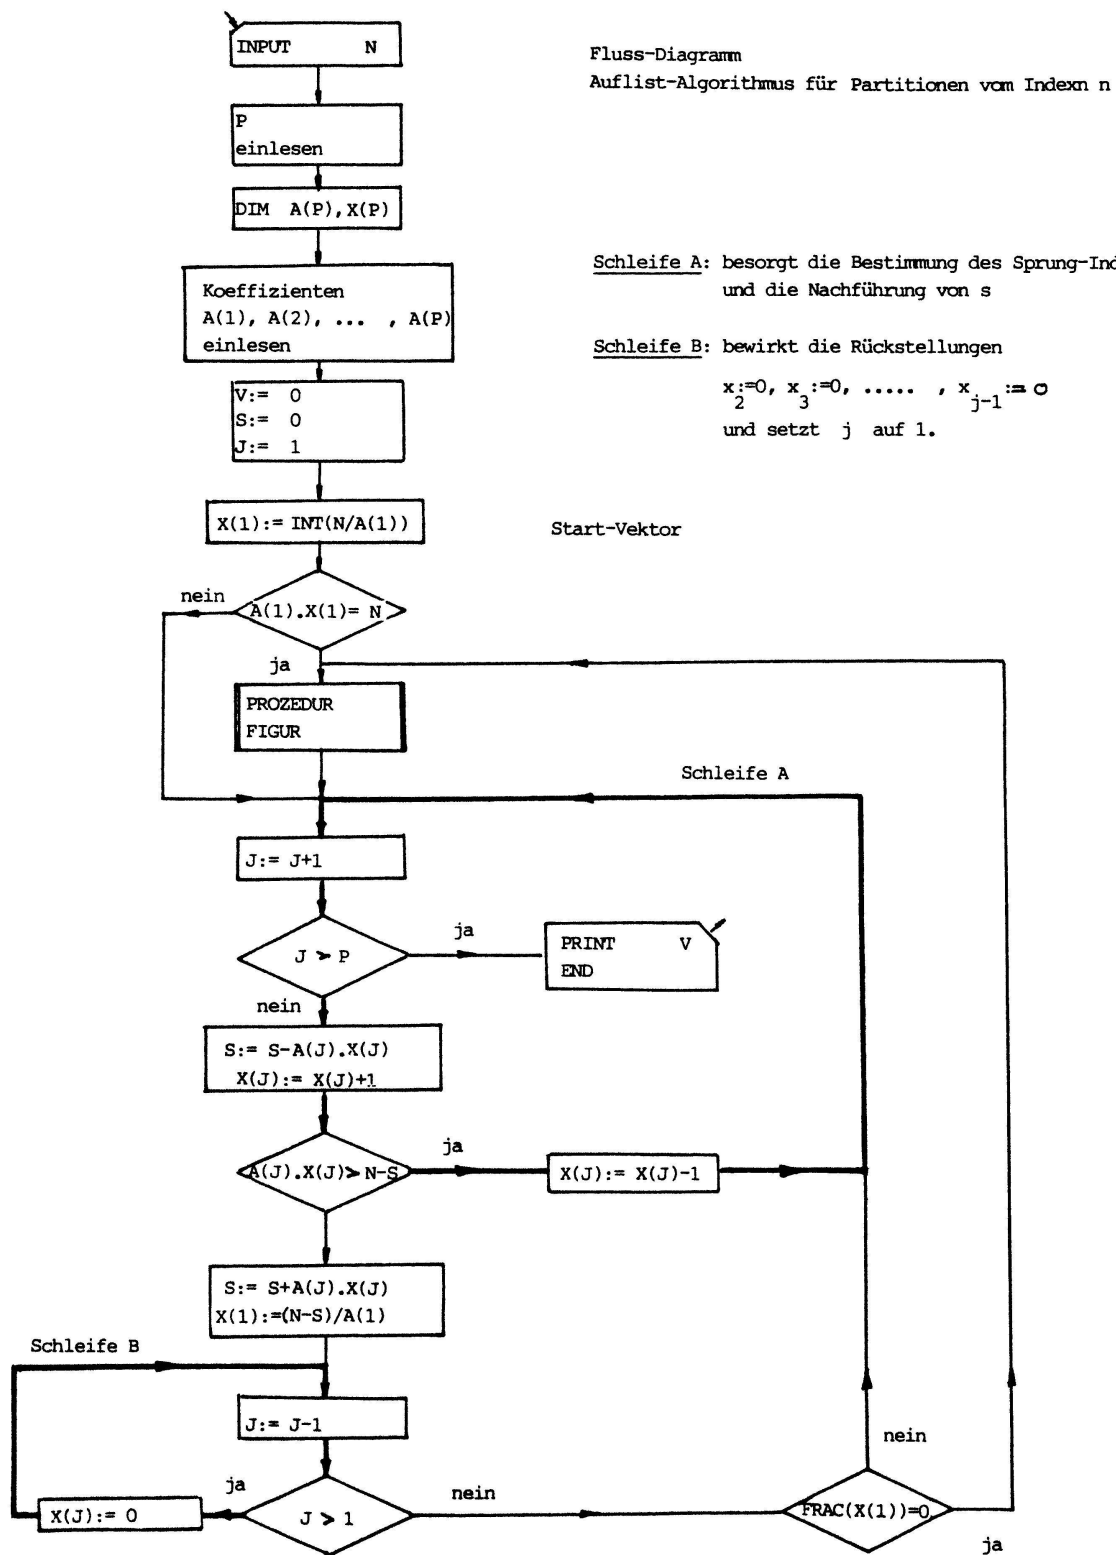 INPUT N
Fluss-Diagramm
Auflist-Algorithmus für Partitionen vom Indexn n
P
einlesen
DIM A(P),X(P)
Koeffizienten
A(1), A(2), ... , A(P)
einlesen
Schleife A: besorgt die Bestimmung des Sprung-Ind
und die Nachführung von s
Schleife B: bewirkt die Rückstellungen
x2:=0, x3:=0, ..... , xj-1:=0
und setzt j auf 1.
V:= 0
S:= 0
J:= 1
X(1):= INT(N/A(1))
Start-Vektor
nein
A(1).X(1)= N
ja
PROZEDUR
FIGUR
Schleife A
J:= J+1
J > P
ja
PRINT V
END
nein
S:= S-A(J).X(J)
X(J):= X(J)+1
A(J).X(J)>N-S
ja
X(J):= X(J)-1
S:= S+A(J).X(J)
X(1):=(N-S)/A(1)
Schleife B
J:= J-1
nein
ja
X(J):= 0
J > 1
nein
FRAC(X(1))=0
ja